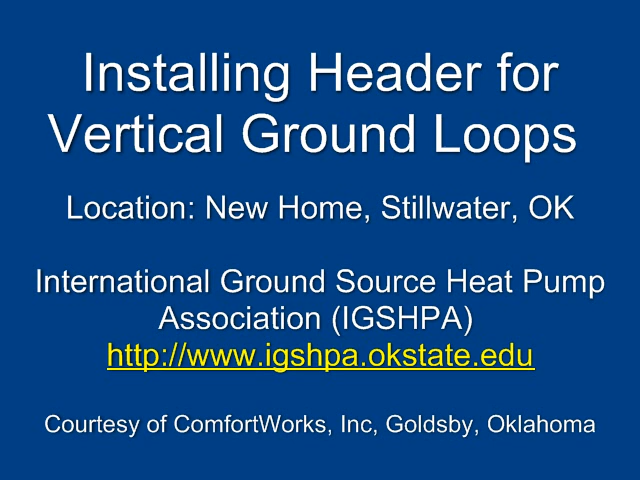 Installing Header for
Vertical Ground Loops
Location: New Home, Stillwater, OK
International Ground Source Heat Pump
Association (IGSHPA)
http://www.igshpa.okstate.edu
Courtesy of ComfortWorks, Inc, Goldsby, Oklahoma